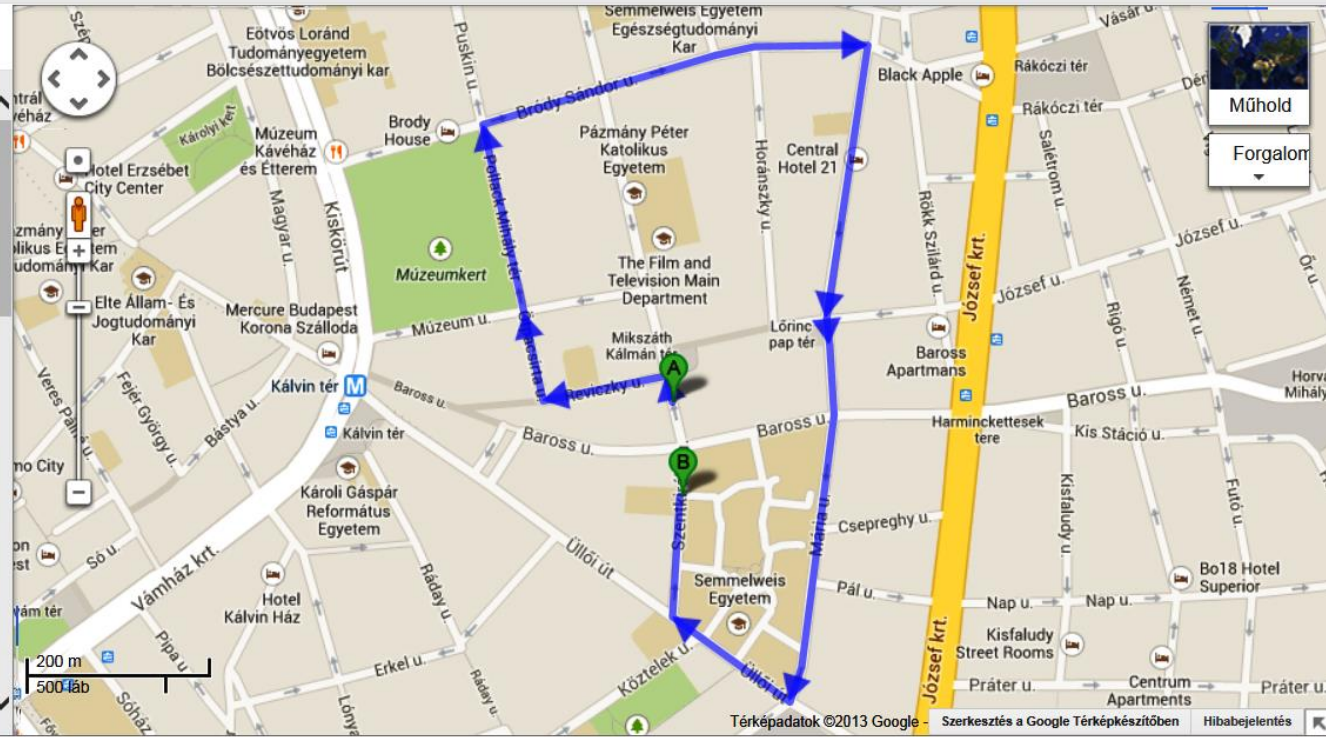 Semmelweis Egyetem
Egészségtudományi
Kar
Eötvös Loránd
Tudományegyetem
Bölcsészettudományi kar
Puskin u.
Vásár u.
Black Apple
Rákóczi tér
Rákóczi tér
Műhold
Forgalom
Károlyi kert
Múzeum
Kávéház
és Étterem
Brody
House
Bródy Sándor u.
Pázmány Péter
Katolikus
Egyetem
Horánszky u.
Central
Hotel 21
Salétrom u.
Hotel Erzsébet
City Center
Magyar u.
Kiskörút
Múzeumkert
Pollack Mihály tér
The Film and
Television Main
Department
Rökk Szilárd u.
József krt.
József u.
József u.
Őr u.
Elte Állam- És
Jogtudományi
Kar
Mercure Budapest
Korona Szálloda
Múzeum u.
Mikszáth
Kálmán tér
Lőrinc
pap tér
Baross
Apartmans
Rigó u.
Német u.
A
Reviczky u.
Kálvin tér
M
Baross u.
Fejér György u.
Bástya u.
Kálvin tér
Baross u.
Baross u.
Harminckettesek
tere
Baross u.
Kis Stáció u.
B
Károli Gáspár
Református
Egyetem
Mária u.
Csepreghy u.
Kisfaludy u.
Futó u.
Só u.
Vámház krt.
Üllői út
Hotel
Kálvin Ház
Ráday u.
Semmelweis
Egyetem
Pál u.
Nap u.
Nap u.
Bo18 Hotel
Superior
Pipa u.
Erkel u.
Ráday u.
Köztelek u.
Üllői út
József krt.
Kisfaludy
Street Rooms
Práter u.
Centrum
Apartments
Práter u.
200 m
500 láb
Térképadatok ©2013 Google -
Szerkesztés a Google Térképkészítőben
Hibabejelentés